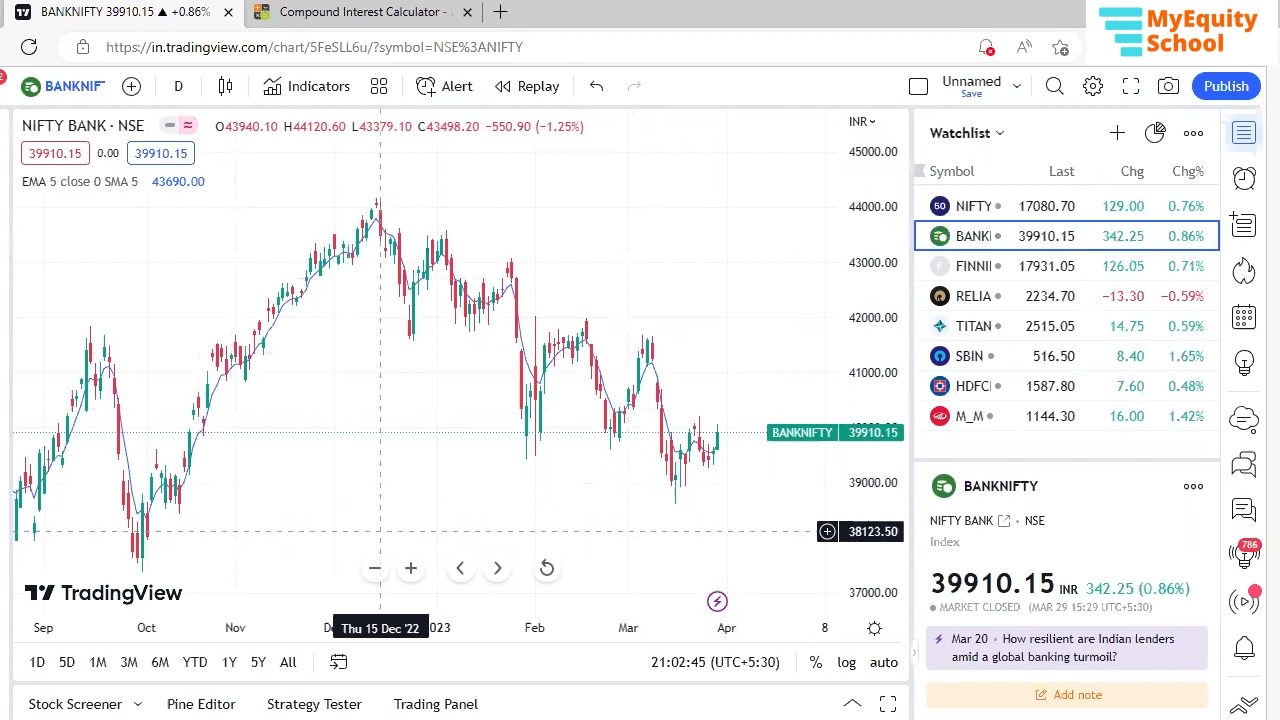 BANKNIFTY 39910.15 ▲ +0.86%
Compound Interest Calculator -
MyEquity
School
https://in.tradingview.com/chart/5FeSLL6u/?symbol=NSE%3ANIFTY
BANKNIF
D
Indicators
Alert
Replay
Unnamed
Save
Publish
NIFTY BANK · NSE
O43940.10 H44120.60 L43379.10 C43498.20 −550.90 (−1.25%)
INR
39910.15 0.00 39910.15
EMA 5 close 0 SMA 5 43690.00
45000.00
44000.00
43000.00
42000.00
41000.00
BANKNIFTY 39910.15
39000.00
38123.50
37000.00
TradingView
Sep Oct Nov Thu 15 Dec '22 2023 Feb Mar Apr 8
1D 5D 1M 3M 6M YTD 1Y 5Y All
21:02:45 (UTC+5:30) % log auto
Stock Screener Pine Editor Strategy Tester Trading Panel
Watchlist
Symbol Last Chg Chg%
50 NIFTY 17080.70 129.00 0.76%
BANKI 39910.15 342.25 0.86%
F FINNII 17931.05 126.05 0.71%
RELIA 2234.70 −13.30 −0.59%
TITAN 2515.05 14.75 0.59%
SBIN 516.50 8.40 1.65%
HDFC 1587.80 7.60 0.48%
M_M 1144.30 16.00 1.42%
BANKNIFTY
NIFTY BANK · NSE
Index
39910.15 INR 342.25 (0.86%)
MARKET CLOSED (MAR 29 15:29 UTC+5:30)
Mar 20 · How resilient are Indian lenders
amid a global banking turmoil?
Add note
786